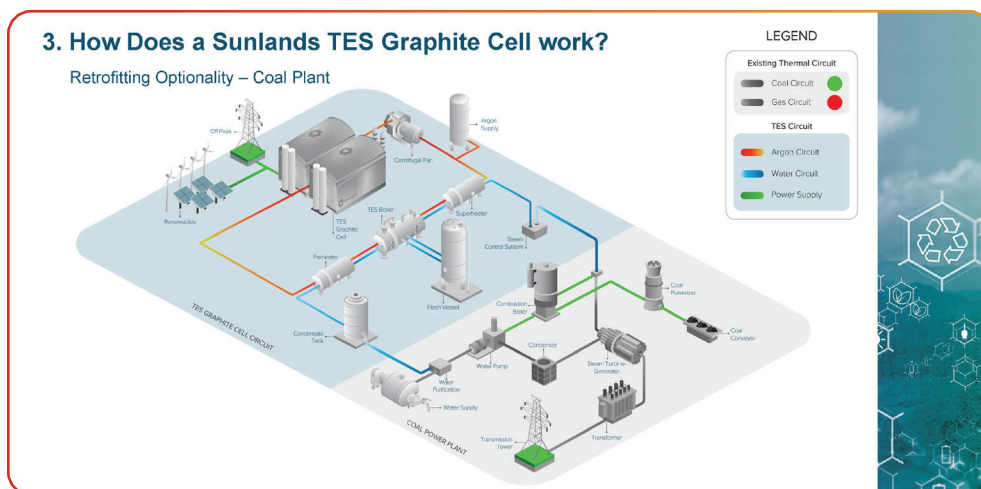 3. How Does a Sunlands TES Graphite Cell work?
Retrofitting Optionality – Coal Plant
LEGEND
Existing Thermal Circuit
Coal Circuit
Gas Circuit
TES Circuit
Argon Circuit
Water Circuit
Power Supply
Off Peak
Renewables
Argon
Supply
Centrifugal Fan
TES
Graphite
Cell
TES Boiler
Superheater
Preheater
Steam
Control System
Flash Vessel
Condensate
Tank
TES GRAPHITE CELL CIRCUIT
Combustion
Boiler
Coal
Pulverizer
Coal
Conveyer
Water Pump
Condensor
Steam Turbine-
Generator
Water
Purification
Water Supply
COAL POWER PLANT
Transmission
Tower
Transformer